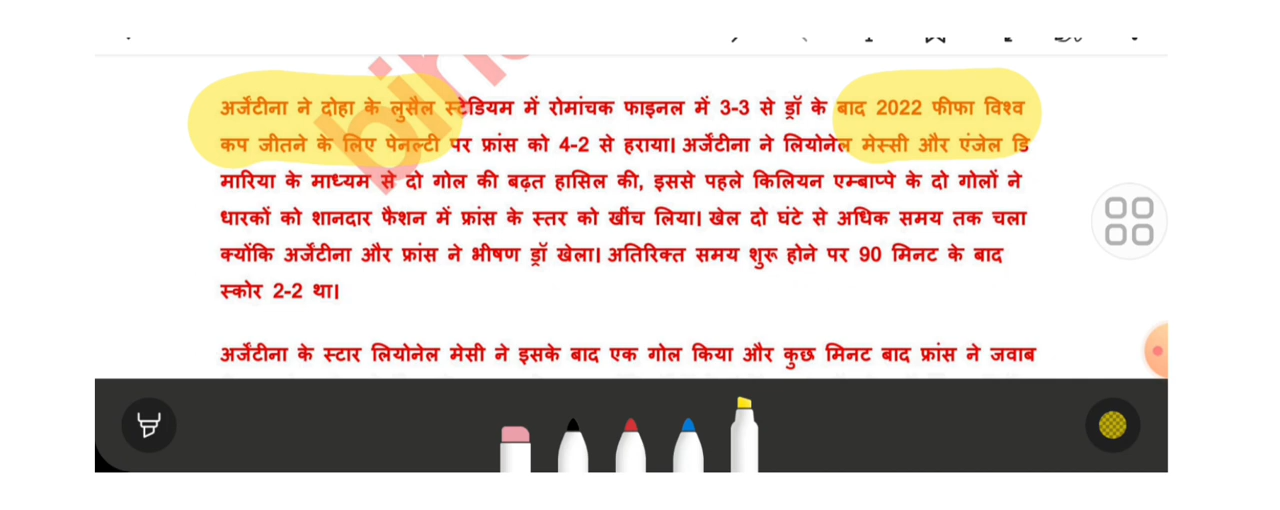 अर्जेंटीना ने दोहा के लुसैल स्टेडियम में रोमांचक फाइनल में 3-3 से ड्रॉ के बाद 2022 फीफा विश्व
कप जीतने के लिए पेनल्टी पर फ्रांस को 4-2 से हराया। अर्जेंटीना ने लियोनेल मेस्सी और एंजेल डि
मारिया के माध्यम से दो गोल की बढ़त हासिल की, इससे पहले किलियन एम्बाप्पे के दो गोलों ने
धारकों को शानदार फैशन में फ्रांस के स्तर को खींच लिया। खेल दो घंटे से अधिक समय तक चला
क्योंकि अर्जेंटीना और फ्रांस ने भीषण ड्रॉ खेला। अतिरिक्त समय शुरू होने पर 90 मिनट के बाद
स्कोर 2-2 था।
अर्जेंटीना के स्टार लियोनेल मेसी ने इसके बाद एक गोल किया और कुछ मिनट बाद फ्रांस ने जवाब